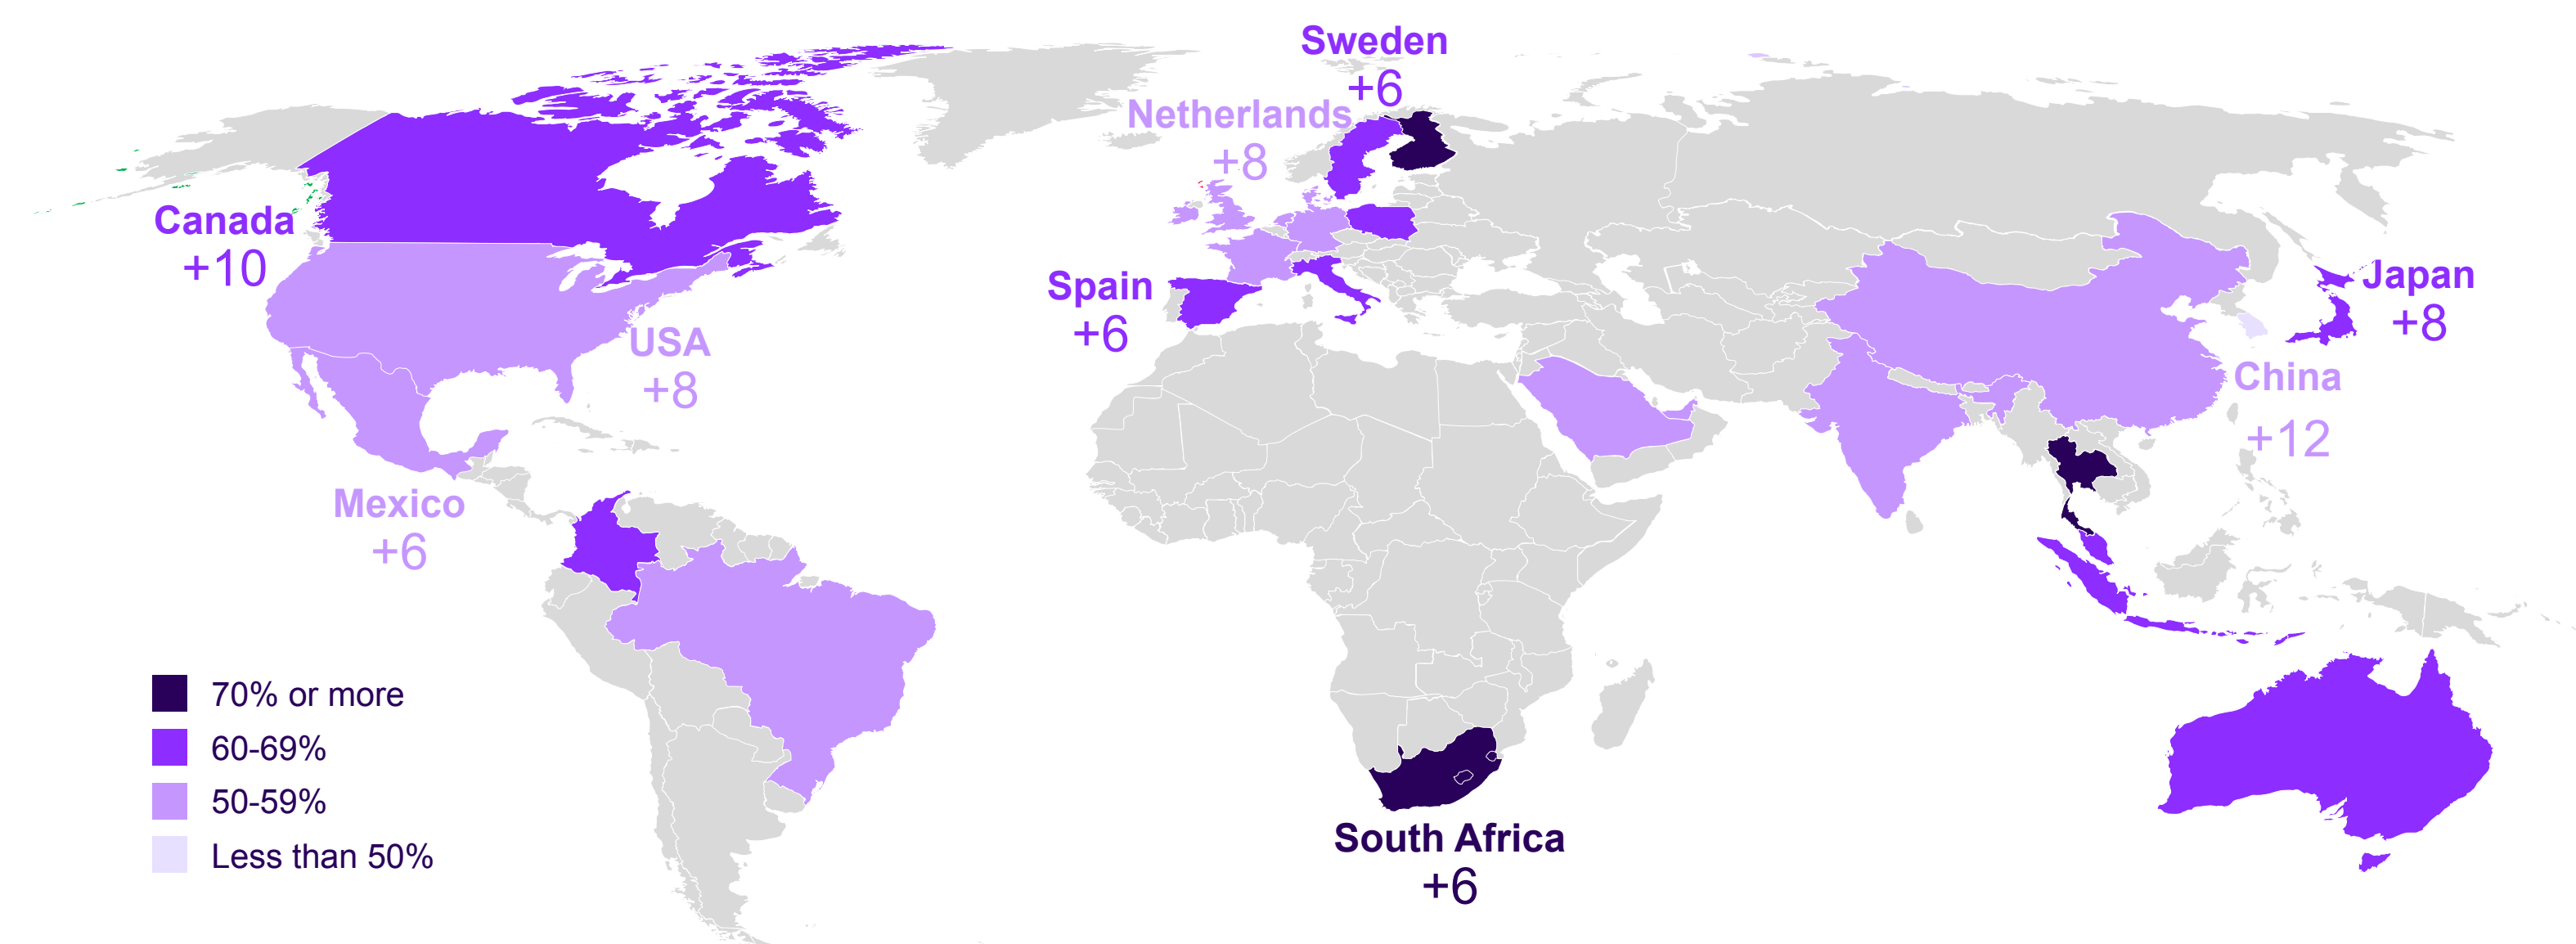 Sweden
+6
Netherlands
+8
Canada
+10
Spain
+6
Japan
+8
USA
+8
China
+12
Mexico
+6
70% or more
60-69%
50-59%
Less than 50%
South Africa
+6